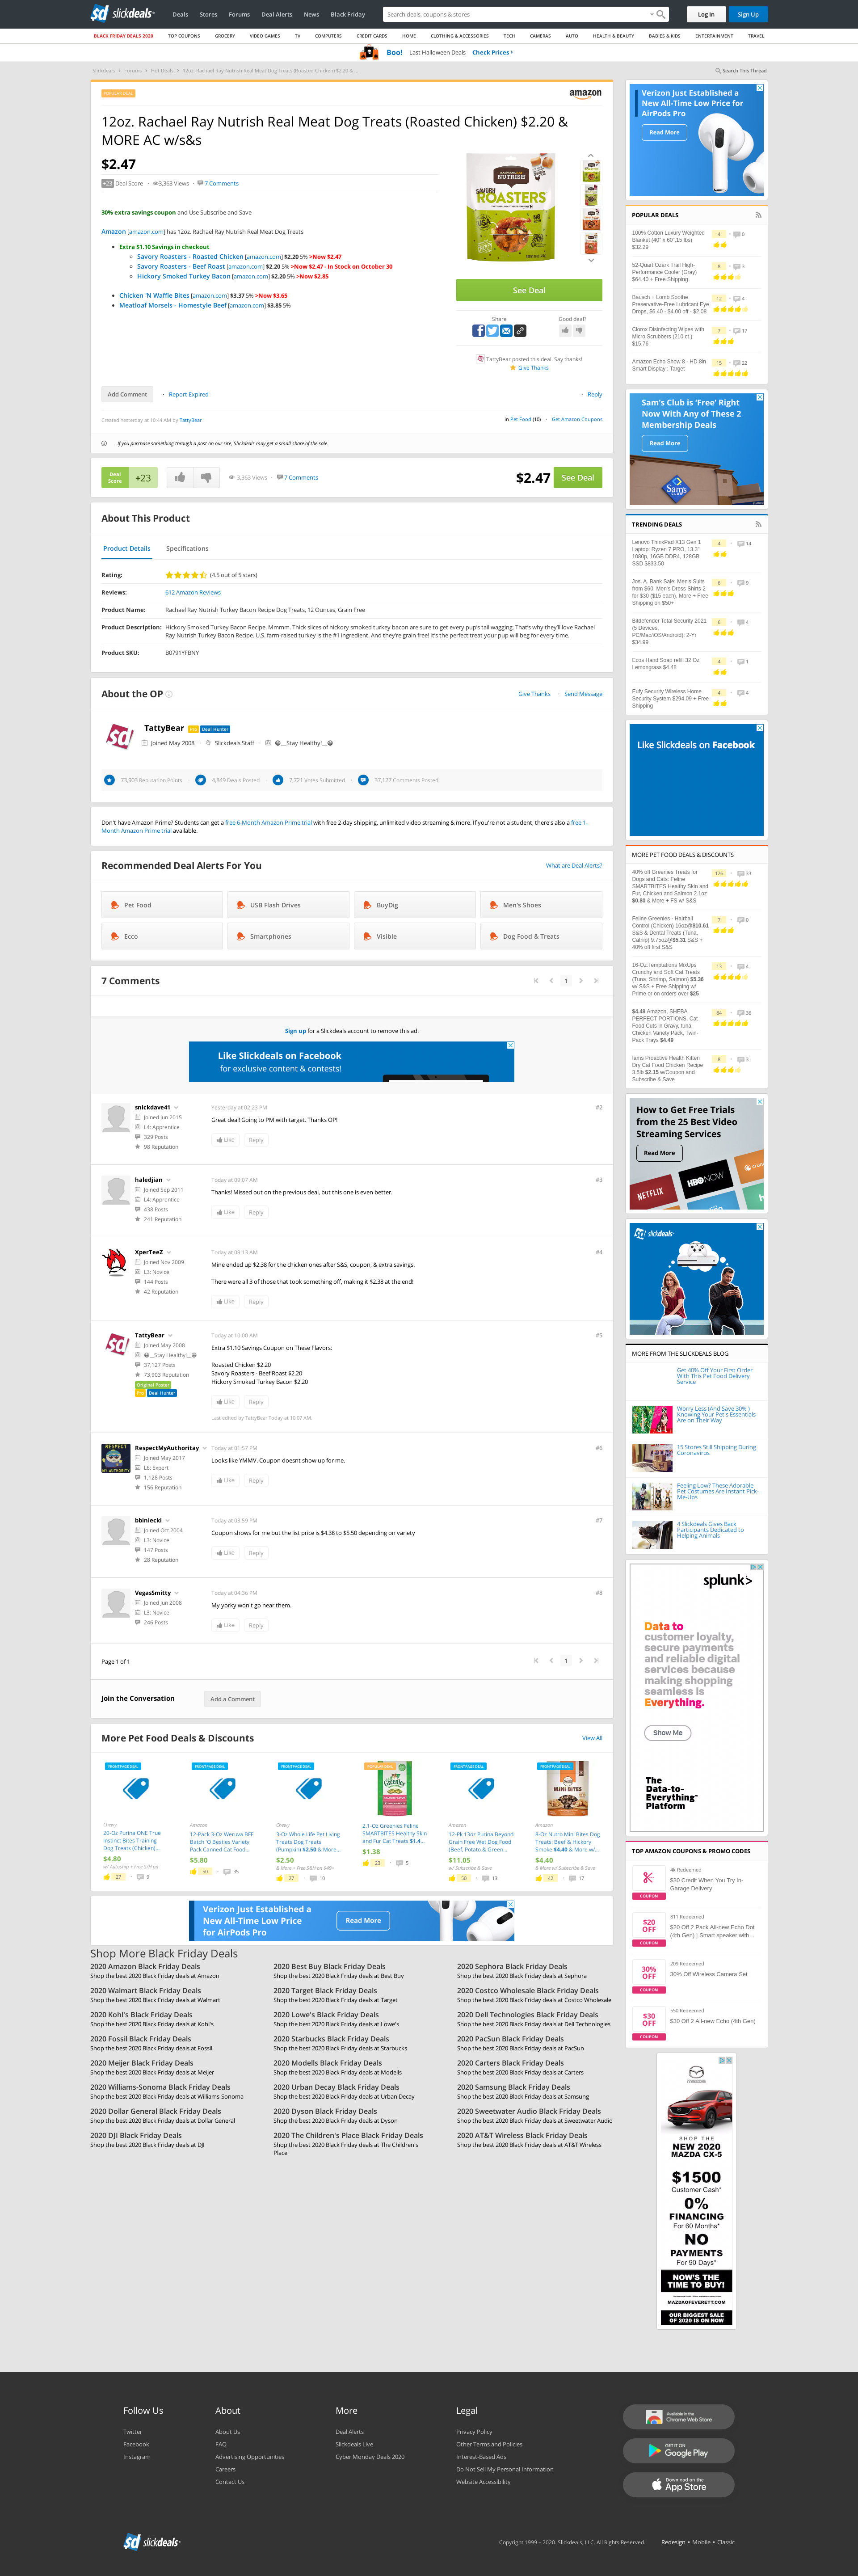 slickdeals
Deals Stores Forums Deal Alerts News Black Friday
Search deals, coupons & stores
Log In Sign Up
BLACK FRIDAY DEALS 2020 TOP COUPONS GROCERY VIDEO GAMES TV COMPUTERS CREDIT CARDS HOME CLOTHING & ACCESSORIES TECH CAMERAS AUTO HEALTH & BEAUTY BABIES & KIDS ENTERTAINMENT TRAVEL
Boo! Last Halloween Deals Check Prices ›
Slickdeals Forums Hot Deals 12oz. Rachael Ray Nutrish Real Meat Dog Treats (Roasted Chicken) $2.20 & ...
Search This Thread
POPULAR DEAL
amazon
12oz. Rachael Ray Nutrish Real Meat Dog Treats (Roasted Chicken) $2.20 &
MORE AC w/s&s
$2.47
+23 Deal Score 3,363 Views 7 Comments
30% extra savings coupon and Use Subscribe and Save
Amazon [amazon.com] has 12oz. Rachael Ray Nutrish Real Meat Dog Treats
Extra $1.10 Savings in checkout
Savory Roasters - Roasted Chicken [amazon.com] $2.20 5% >Now $2.47
Savory Roasters - Beef Roast [amazon.com] $2.20 5% >Now $2.47 - In Stock on October 30
Hickory Smoked Turkey Bacon [amazon.com] $2.20 5% >Now $2.85
Chicken 'N Waffle Bites [amazon.com] $3.37 5% >Now $3.65
Meatloaf Morsels - Homestyle Beef [amazon.com] $3.85 5%
NUTRISH
SAVORY
ROASTERS
See Deal
Share Good deal?
TattyBear posted this deal. Say thanks!
Give Thanks
Add Comment Report Expired Reply
Created Yesterday at 10:44 AM by TattyBear
in Pet Food (10) Get Amazon Coupons
If you purchase something through a post on our site, Slickdeals may get a small share of the sale.
Deal Score +23 3,363 Views 7 Comments $2.47 See Deal
About This Product
Product Details Specifications
Rating: (4.5 out of 5 stars)
Reviews: 612 Amazon Reviews
Product Name: Rachael Ray Nutrish Turkey Bacon Recipe Dog Treats, 12 Ounces, Grain Free
Product Description: Hickory Smoked Turkey Bacon Recipe. Mmmm. Thick slices of hickory smoked turkey bacon are sure to get every pup's tail wagging. That's why they'll love Rachael
Ray Nutrish Turkey Bacon Recipe. U.S. farm-raised turkey is the #1 ingredient. And they're grain free! It's the perfect treat your pup will beg for every time.
Product SKU: B0791YFBNY
About the OP
Give Thanks Send Message
TattyBear Pro Deal Hunter
Joined May 2008 Slickdeals Staff __Stay Healthy!__
73,903 Reputation Points 4,849 Deals Posted 7,721 Votes Submitted 37,127 Comments Posted
Don't have Amazon Prime? Students can get a free 6-Month Amazon Prime trial with free 2-day shipping, unlimited video streaming & more. If you're not a student, there's also a free 1-
Month Amazon Prime trial available.
Recommended Deal Alerts For You
What are Deal Alerts?
Pet Food USB Flash Drives BuyDig Men's Shoes
Ecco Smartphones Visible Dog Food & Treats
7 Comments
1
Sign up for a Slickdeals account to remove this ad.
Like Slickdeals on Facebook
for exclusive content & contests!
snickdave41
Joined Jun 2015
L4: Apprentice
329 Posts
98 Reputation
Yesterday at 02:23 PM #2
Great deal! Going to PM with target. Thanks OP!
Like Reply
haledjian
Joined Sep 2011
L4: Apprentice
438 Posts
241 Reputation
Today at 09:07 AM #3
Thanks! Missed out on the previous deal, but this one is even better.
Like Reply
XperTeeZ
Joined Nov 2009
L3: Novice
144 Posts
42 Reputation
Today at 09:13 AM #4
Mine ended up $2.38 for the chicken ones after S&S, coupon, & extra savings.
There were all 3 of those that took something off, making it $2.38 at the end!
Like Reply
TattyBear
Joined May 2008
__Stay Healthy!__
37,127 Posts
73,903 Reputation
Original Poster
Pro Deal Hunter
Today at 10:00 AM #5
Extra $1.10 Savings Coupon on These Flavors:
Roasted Chicken $2.20
Savory Roasters - Beef Roast $2.20
Hickory Smoked Turkey Bacon $2.20
Like Reply
Last edited by TattyBear Today at 10:07 AM
RESPECT
MY AUTHORITY
RespectMyAuthoritay
Joined May 2017
L6: Expert
1,128 Posts
156 Reputation
Today at 01:57 PM #6
Looks like YMMV. Coupon doesnt show up for me.
Like Reply
bbiniecki
Joined Oct 2004
L3: Novice
147 Posts
28 Reputation
Today at 03:59 PM #7
Coupon shows for me but the list price is $4.38 to $5.50 depending on variety
Like Reply
VegasSmitty
Joined Jun 2008
L3: Novice
246 Posts
Today at 04:36 PM #8
My yorky won't go near them.
Like Reply
Page 1 of 1
1
Join the Conversation Add a Comment
More Pet Food Deals & Discounts
View All
FRONTPAGE DEAL
Chewy
20-Oz Purina ONE True
Instinct Bites Training
Dog Treats (Chicken)...
$4.80
w/ Autoship + Free S/H on
27 9
FRONTPAGE DEAL
Amazon
12-Pack 3-Oz Weruva BFF
Batch 'O Besties Variety
Pack Canned Cat Food...
$5.80
50 35
FRONTPAGE DEAL
Chewy
3-Oz Whole Life Pet Living
Treats Dog Treats
(Pumpkin) $2.50 & More...
$2.50
& More + Free S&H on $49+
27 10
POPULAR DEAL
2.1-Oz Greenies Feline
SMARTBITES Healthy Skin
and Fur Cat Treats $1.4...
$1.38
23 5
FRONTPAGE DEAL
Amazon
12-Pk 13oz Purina Beyond
Grain Free Wet Dog Food
(Beef, Potato & Green...
$11.05
w/ Subscribe & Save
50 13
FRONTPAGE DEAL
MINI BITES
Amazon
8-Oz Nutro Mini Bites Dog
Treats: Beef & Hickory
Smoke $4.40 & More w/...
$4.40
& More w/ Subscribe & Save
42 17
Verizon Just Established a
New All-Time Low Price
for AirPods Pro
Read More
Shop More Black Friday Deals
2020 Amazon Black Friday Deals
Shop the best 2020 Black Friday deals at Amazon
2020 Best Buy Black Friday Deals
Shop the best 2020 Black Friday deals at Best Buy
2020 Sephora Black Friday Deals
Shop the best 2020 Black Friday deals at Sephora
2020 Walmart Black Friday Deals
Shop the best 2020 Black Friday deals at Walmart
2020 Target Black Friday Deals
Shop the best 2020 Black Friday deals at Target
2020 Costco Wholesale Black Friday Deals
Shop the best 2020 Black Friday deals at Costco Wholesale
2020 Kohl's Black Friday Deals
Shop the best 2020 Black Friday deals at Kohl's
2020 Lowe's Black Friday Deals
Shop the best 2020 Black Friday deals at Lowe's
2020 Dell Technologies Black Friday Deals
Shop the best 2020 Black Friday deals at Dell Technologies
2020 Fossil Black Friday Deals
Shop the best 2020 Black Friday deals at Fossil
2020 Starbucks Black Friday Deals
Shop the best 2020 Black Friday deals at Starbucks
2020 PacSun Black Friday Deals
Shop the best 2020 Black Friday deals at PacSun
2020 Meijer Black Friday Deals
Shop the best 2020 Black Friday deals at Meijer
2020 Modells Black Friday Deals
Shop the best 2020 Black Friday deals at Modells
2020 Carters Black Friday Deals
Shop the best 2020 Black Friday deals at Carters
2020 Williams-Sonoma Black Friday Deals
Shop the best 2020 Black Friday deals at Williams-Sonoma
2020 Urban Decay Black Friday Deals
Shop the best 2020 Black Friday deals at Urban Decay
2020 Samsung Black Friday Deals
Shop the best 2020 Black Friday deals at Samsung
2020 Dollar General Black Friday Deals
Shop the best 2020 Black Friday deals at Dollar General
2020 Dyson Black Friday Deals
Shop the best 2020 Black Friday deals at Dyson
2020 Sweetwater Audio Black Friday Deals
Shop the best 2020 Black Friday deals at Sweetwater Audio
2020 DJI Black Friday Deals
Shop the best 2020 Black Friday deals at DJI
2020 The Children's Place Black Friday Deals
Shop the best 2020 Black Friday deals at The Children's
Place
2020 AT&T Wireless Black Friday Deals
Shop the best 2020 Black Friday deals at AT&T Wireless
Verizon Just Established a
New All-Time Low Price for
AirPods Pro
Read More
POPULAR DEALS
100% Cotton Luxury Weighted
Blanket (40" x 60";15 lbs)
$32.29
4 0
52-Quart Ozark Trail High-
Performance Cooler (Gray)
$64.40 + Free Shipping
8 3
Bausch + Lomb Soothe
Preservative-Free Lubricant Eye
Drops, $6.40 - $4.00 off - $2.08
12 4
Clorox Disinfecting Wipes with
Micro Scrubbers (210 ct.)
$15.76
7 17
Amazon Echo Show 8 - HD 8in
Smart Display : Target
15 22
Sam's Club is 'Free' Right
Now With Any of These 2
Membership Deals
Read More
Sam's
TRENDING DEALS
Lenovo ThinkPad X13 Gen 1
Laptop: Ryzen 7 PRO, 13.3"
1080p, 16GB DDR4, 128GB
SSD $833.50
4 14
Jos. A. Bank Sale: Men's Suits
from $60, Men's Dress Shirts 2
for $30 ($15 each), More + Free
Shipping on $50+
6 9
Bitdefender Total Security 2021
(5 Devices,
PC/Mac/iOS/Android): 2-Yr
$34.99
6 4
Ecos Hand Soap refill 32 Oz
Lemongrass $4.48
4 1
Eufy Security Wireless Home
Security System $294.09 + Free
Shipping
4 4
Like Slickdeals on Facebook
MORE PET FOOD DEALS & DISCOUNTS
40% off Greenies Treats for
Dogs and Cats: Feline
SMARTBITES Healthy Skin and
Fur, Chicken and Salmon 2.1oz
$0.80 & More + FS w/ S&S
126 33
Feline Greenies - Hairball
Control (Chicken) 16oz@$10.61
S&S & Dental Treats (Tuna,
Catnip) 9.75oz@$5.31 S&S +
40% off first S&S
7 0
16-Oz.Temptations MixUps
Crunchy and Soft Cat Treats
(Tuna, Shrimp, Salmon) $5.36
w/ S&S + Free Shipping w/
Prime or on orders over $25
13 4
$4.49 Amazon, SHEBA
PERFECT PORTIONS, Cat
Food Cuts in Gravy, tuna
Chicken Variety Pack, Twin-
Pack Trays $4.49
84 36
Iams Proactive Health Kitten
Dry Cat Food Chicken Recipe
3.5lb $2.15 w/Coupon and
Subscribe & Save
8 3
How to Get Free Trials
from the 25 Best Video
Streaming Services
Read More
NETFLIX HBO NOW
slickdeals
MORE FROM THE SLICKDEALS BLOG
Get 40% Off Your First Order
With This Pet Food Delivery
Service
Worry Less (And Save 30% )
Knowing Your Pet's Essentials
Are on Their Way
15 Stores Still Shipping During
Coronavirus
Feeling Low? These Adorable
Pet Costumes Are Instant Pick-
Me-Ups
4 Slickdeals Gives Back
Participants Dedicated to
Helping Animals
splunk>
Data to
customer loyalty,
secure payments
and reliable digital
services because
making shopping
seamless is
Everything.
Show Me
The
Data-to-
Everything™
Platform
TOP AMAZON COUPONS & PROMO CODES
COUPON
4k Redeemed
$30 Credit When You Try In-
Garage Delivery
$20
OFF
COUPON
811 Redeemed
$20 Off 2 Pack All-new Echo Dot
(4th Gen) | Smart speaker with...
30%
OFF
COUPON
209 Redeemed
30% Off Wireless Camera Set
$30
OFF
COUPON
550 Redeemed
$30 Off 2 All-new Echo (4th Gen)
mazda
SHOP THE
NEW 2020
MAZDA CX-5
$1500
Customer Cash*
0%
FINANCING
For 60 Months*
NO
PAYMENTS
For 90 Days*
NOW'S THE
TIME TO BUY!
MAZDAOFEVERETT.COM
OUR BIGGEST SALE
OF 2020 IS ON NOW
Follow Us
Twitter
Facebook
Instagram
About
About Us
FAQ
Advertising Opportunities
Careers
Contact Us
More
Deal Alerts
Slickdeals Live
Cyber Monday Deals 2020
Legal
Privacy Policy
Other Terms and Policies
Interest-Based Ads
Do Not Sell My Personal Information
Website Accessibility
Available in the
Chrome Web Store
GET IT ON
Google Play
Download on the
App Store
slickdeals
Copyright 1999 - 2020. Slickdeals, LLC. All Rights Reserved. Redesign • Mobile • Classic